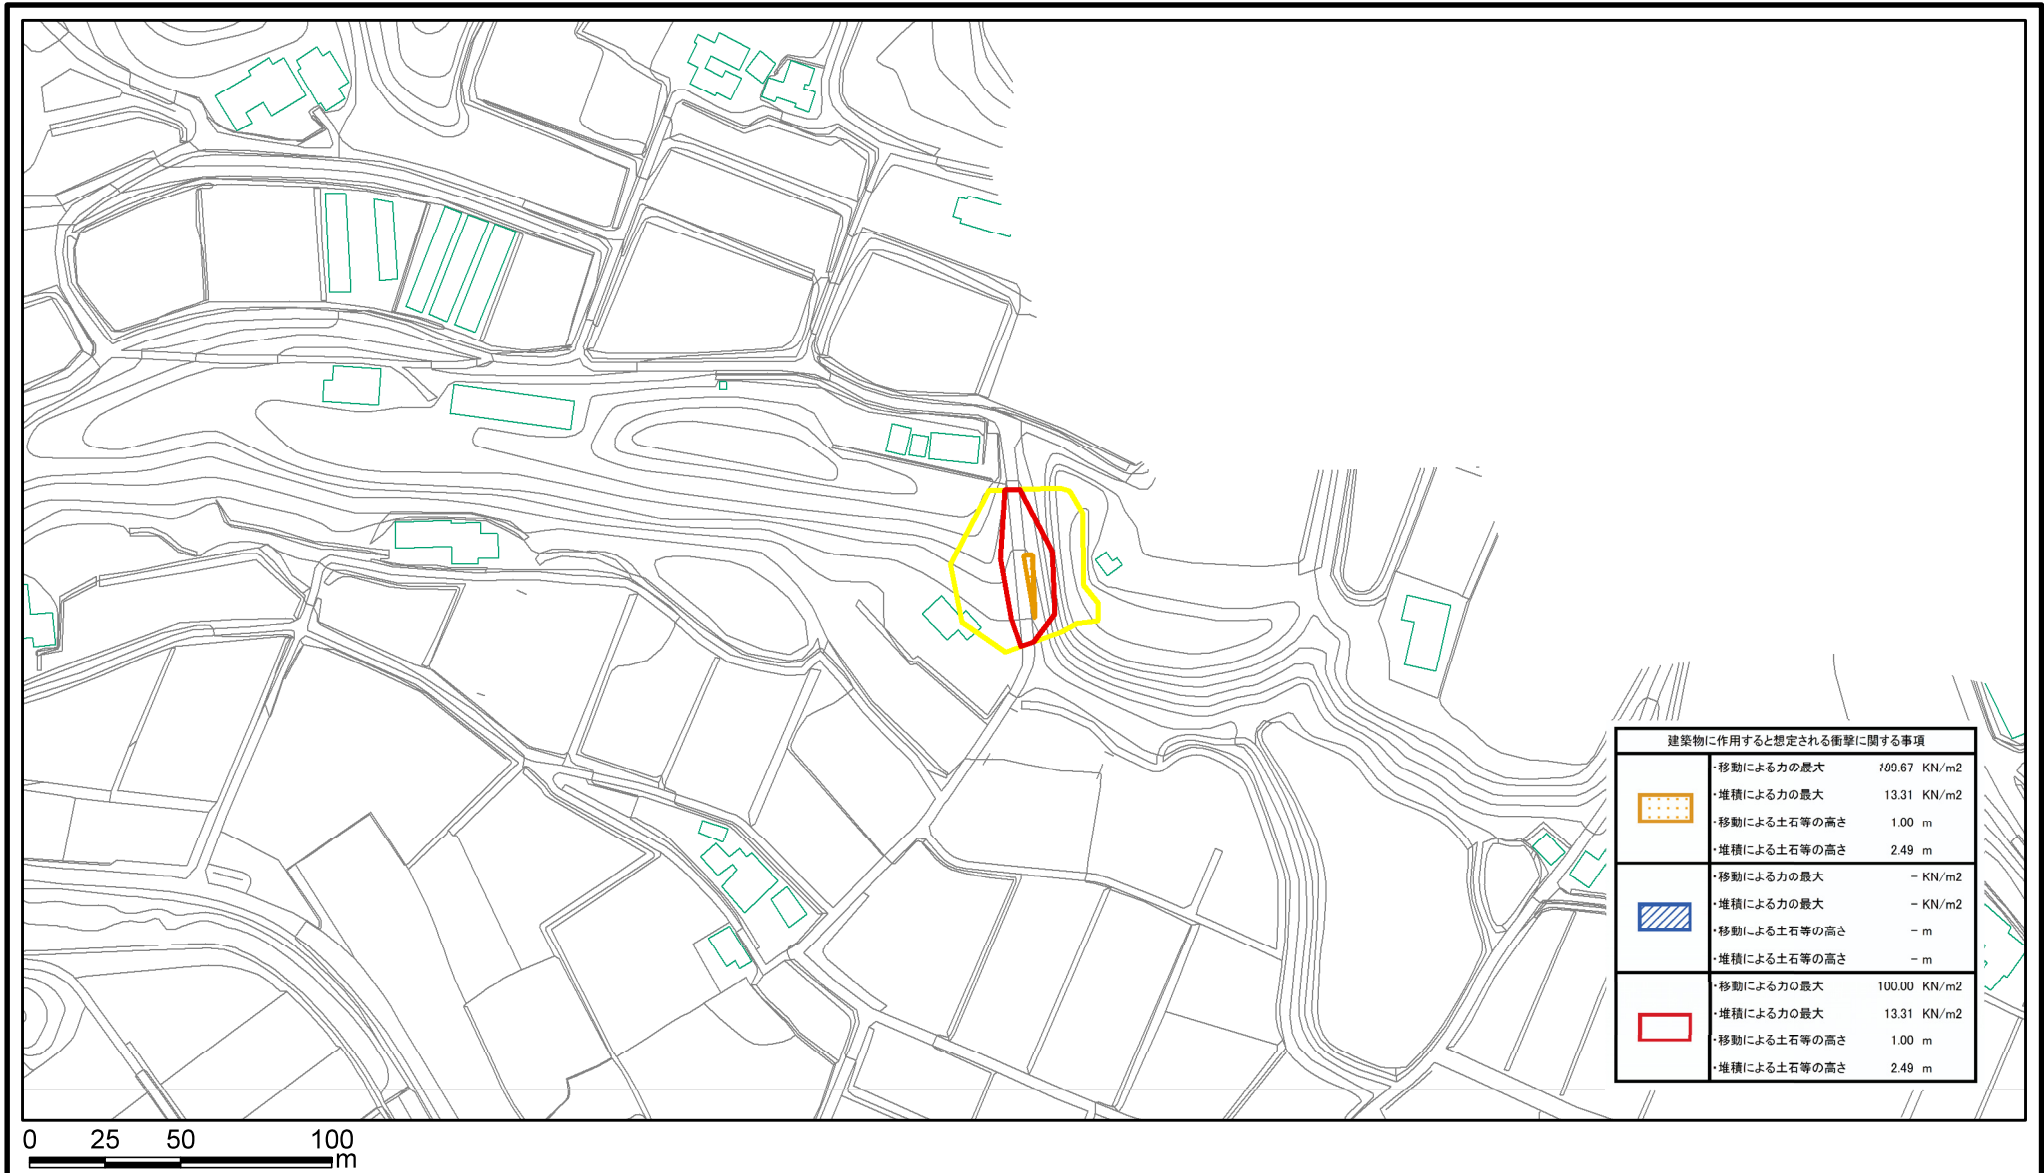 建築物に作用すると想定される衝撃に関する事項
・移動による力の最大 109.67 KN/m2
・堆積による力の最大 13.31 KN/m2
・移動による土石等の高さ 1.00 m
・堆積による土石等の高さ 2.49 m
・移動による力の最大 － KN/m2
・堆積による力の最大 － KN/m2
・移動による土石等の高さ － m
・堆積による土石等の高さ － m
・移動による力の最大 100.00 KN/m2
・堆積による力の最大 13.31 KN/m2
・移動による土石等の高さ 1.00 m
・堆積による土石等の高さ 2.49 m
0 25 50 100
m